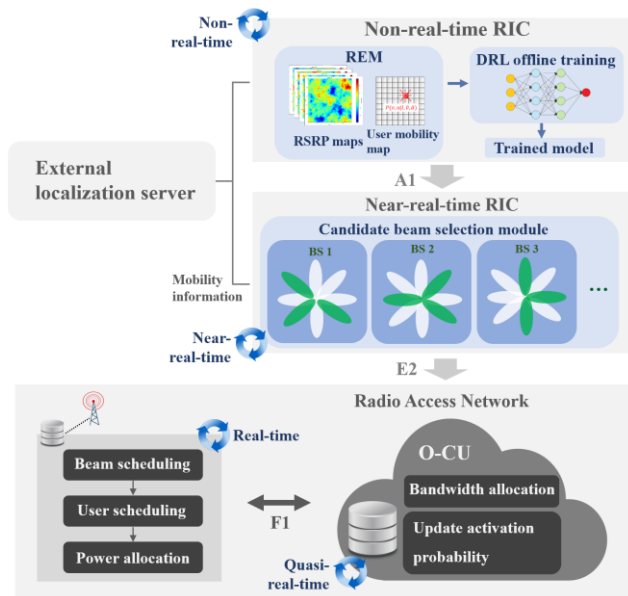 Non-
real-time
Non-real-time RIC
REM
DRL offline training
RSRP maps
User mobility
map
Trained model
External
localization server
A1
Near-real-time RIC
Candidate beam selection module
BS 1
BS 2
BS 3
...
Mobility
information
Near-
real-time
E2
Radio Access Network
Real-time
Beam scheduling
User scheduling
Power allocation
F1
O-CU
Bandwidth allocation
Update activation
probability
Quasi-
real-time